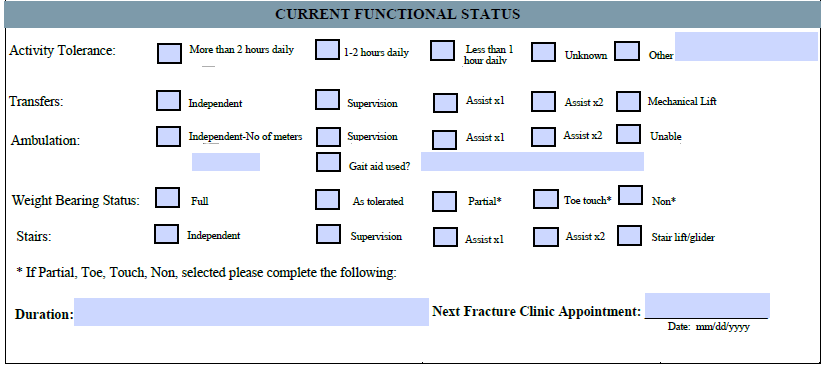 CURRENT FUNCTIONAL STATUS
Activity Tolerance: More than 2 hours daily 1-2 hours daily Less than 1 hour daily Unknown Other
Transfers: Independent Supervision Assist x1 Assist x2 Mechanical Lift
Ambulation: Independent-No of meters Supervision Assist x1 Assist x2 Unable
Gait aid used?
Weight Bearing Status: Full As tolerated Partial* Toe touch* Non*
Stairs: Independent Supervision Assist x1 Assist x2 Stair lift/glider
* If Partial, Toe, Touch, Non, selected please complete the following:
Duration: Next Fracture Clinic Appointment:
Date: mm/dd/yyyy